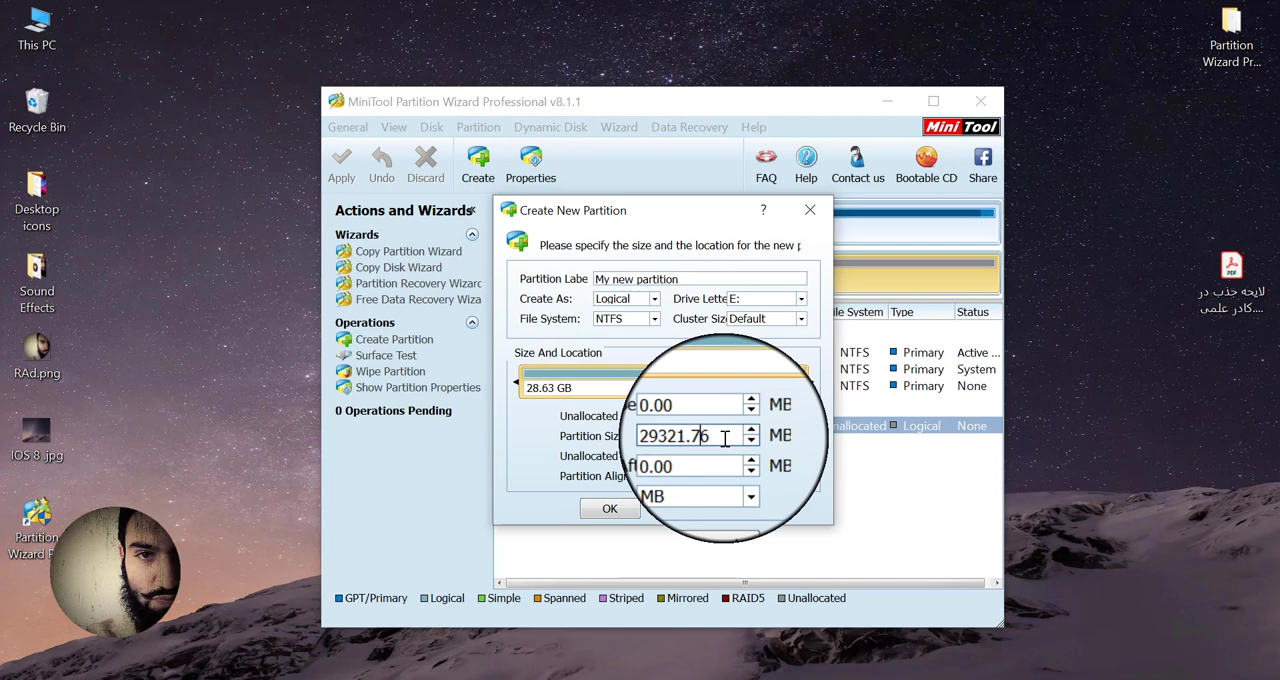 This PC
Recycle Bin
Desktop
icons
Sound
Effects
RAd.png
IOS 8 .jpg
Partition
Wizard P
Partition
Wizard Pr...
PDF
لایحه جذب در
کادر علمی....
MiniTool Partition Wizard Professional v8.1.1
General View Disk Partition Dynamic Disk Wizard Data Recovery Help
Mini Tool
Apply Undo Discard Create Properties FAQ Help Contact us Bootable CD Share
Actions and Wizards
Wizards
Copy Partition Wizard
Copy Disk Wizard
Partition Recovery Wizarc
Free Data Recovery Wiza
Operations
Create Partition
Surface Test
Wipe Partition
Show Partition Properties
0 Operations Pending
Create New Partition ?
Please specify the size and the location for the new p
Partition Labe My new partition
Create As: Logical Drive Lette E:
File System: NTFS Cluster Siz Default
Size And Location
28.63 GB
Unallocated e 0.00 MB
Partition Siz 29321.76 MB
Unallocated Aft 0.00 MB
Partition Align MB
OK
ile System Type Status
NTFS Primary Active ...
NTFS Primary System
NTFS Primary None
nallocated Logical None
GPT/Primary Logical Simple Spanned Striped Mirrored RAID5 Unallocated